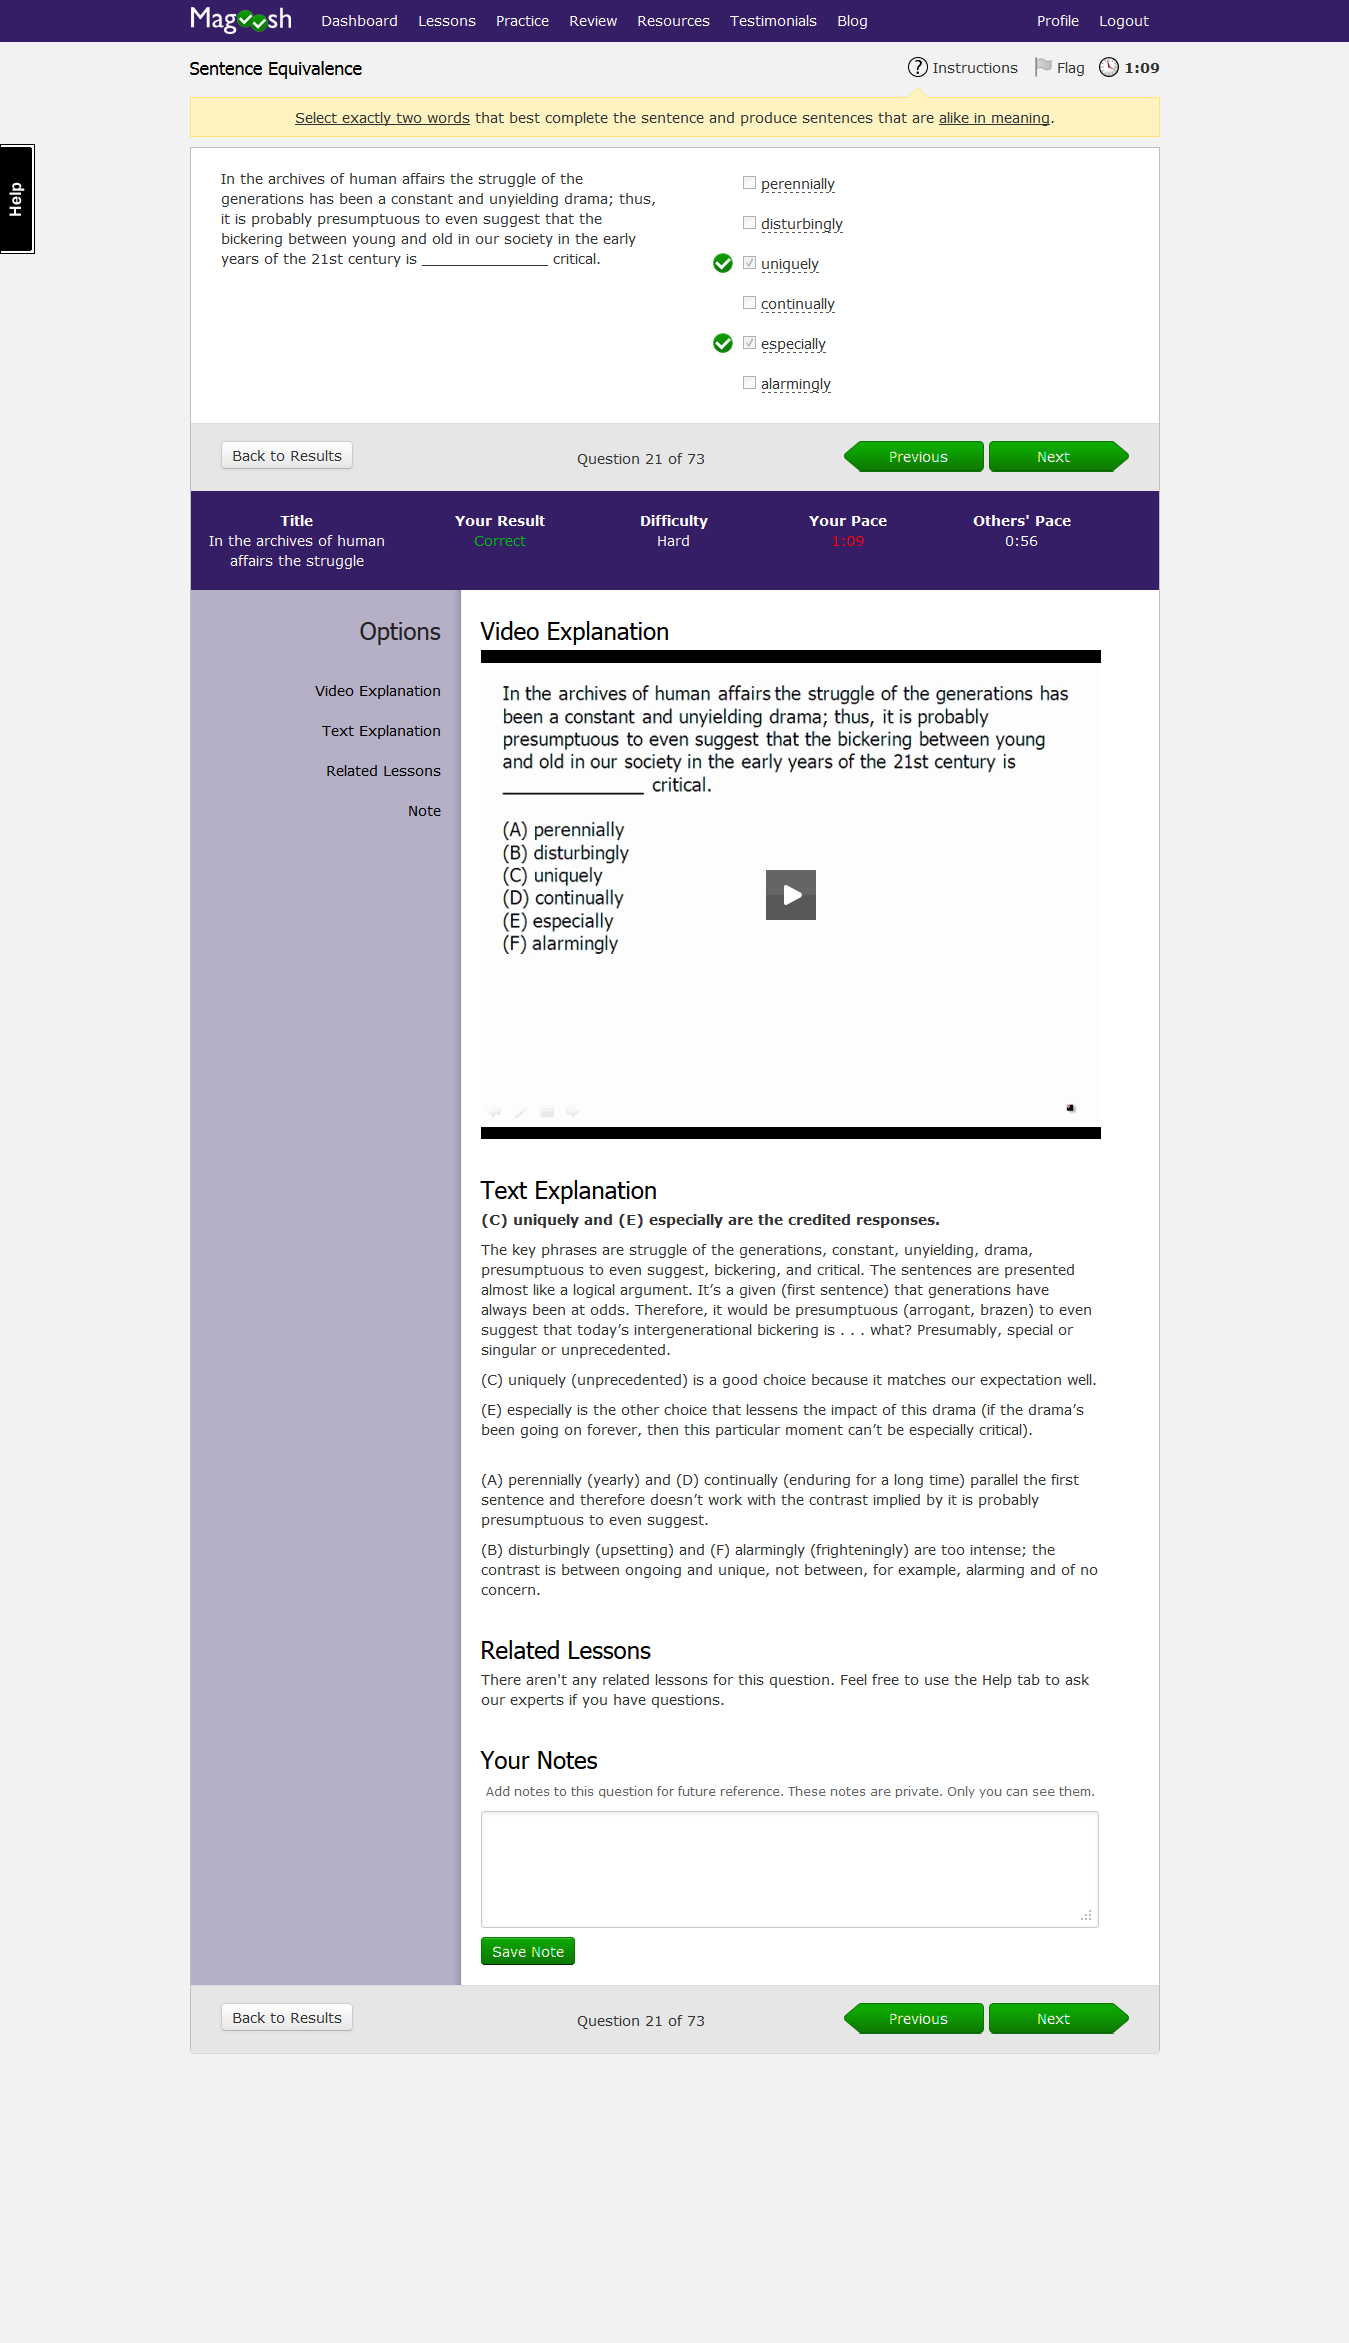 Magoosh Dashboard Lessons Practice Review Resources Testimonials Blog Profile Logout
Sentence Equivalence
? Instructions Flag 1:09
Select exactly two words that best complete the sentence and produce sentences that are alike in meaning.
Help
In the archives of human affairs the struggle of the
generations has been a constant and unyielding drama; thus,
it is probably presumptuous to even suggest that the
bickering between young and old in our society in the early
years of the 21st century is _______________ critical.
perennially
disturbingly
uniquely
continually
especially
alarmingly
Back to Results Question 21 of 73 Previous Next
Title
In the archives of human
affairs the struggle
Your Result
Correct
Difficulty
Hard
Your Pace
1:09
Others' Pace
0:56
Options
Video Explanation
Text Explanation
Related Lessons
Note
Video Explanation
In the archives of human affairs the struggle of the generations has
been a constant and unyielding drama; thus, it is probably
presumptuous to even suggest that the bickering between young
and old in our society in the early years of the 21st century is
_______________ critical.
(A) perennially
(B) disturbingly
(C) uniquely
(D) continually
(E) especially
(F) alarmingly
Text Explanation
(C) uniquely and (E) especially are the credited responses.
The key phrases are struggle of the generations, constant, unyielding, drama,
presumptuous to even suggest, bickering, and critical. The sentences are presented
almost like a logical argument. It’s a given (first sentence) that generations have
always been at odds. Therefore, it would be presumptuous (arrogant, brazen) to even
suggest that today’s intergenerational bickering is . . . what? Presumably, special or
singular or unprecedented.
(C) uniquely (unprecedented) is a good choice because it matches our expectation well.
(E) especially is the other choice that lessens the impact of this drama (if the drama’s
been going on forever, then this particular moment can’t be especially critical).
(A) perennially (yearly) and (D) continually (enduring for a long time) parallel the first
sentence and therefore doesn’t work with the contrast implied by it is probably
presumptuous to even suggest.
(B) disturbingly (upsetting) and (F) alarmingly (frighteningly) are too intense; the
contrast is between ongoing and unique, not between, for example, alarming and of no
concern.
Related Lessons
There aren't any related lessons for this question. Feel free to use the Help tab to ask
our experts if you have questions.
Your Notes
Add notes to this question for future reference. These notes are private. Only you can see them.
Save Note
Back to Results Question 21 of 73 Previous Next